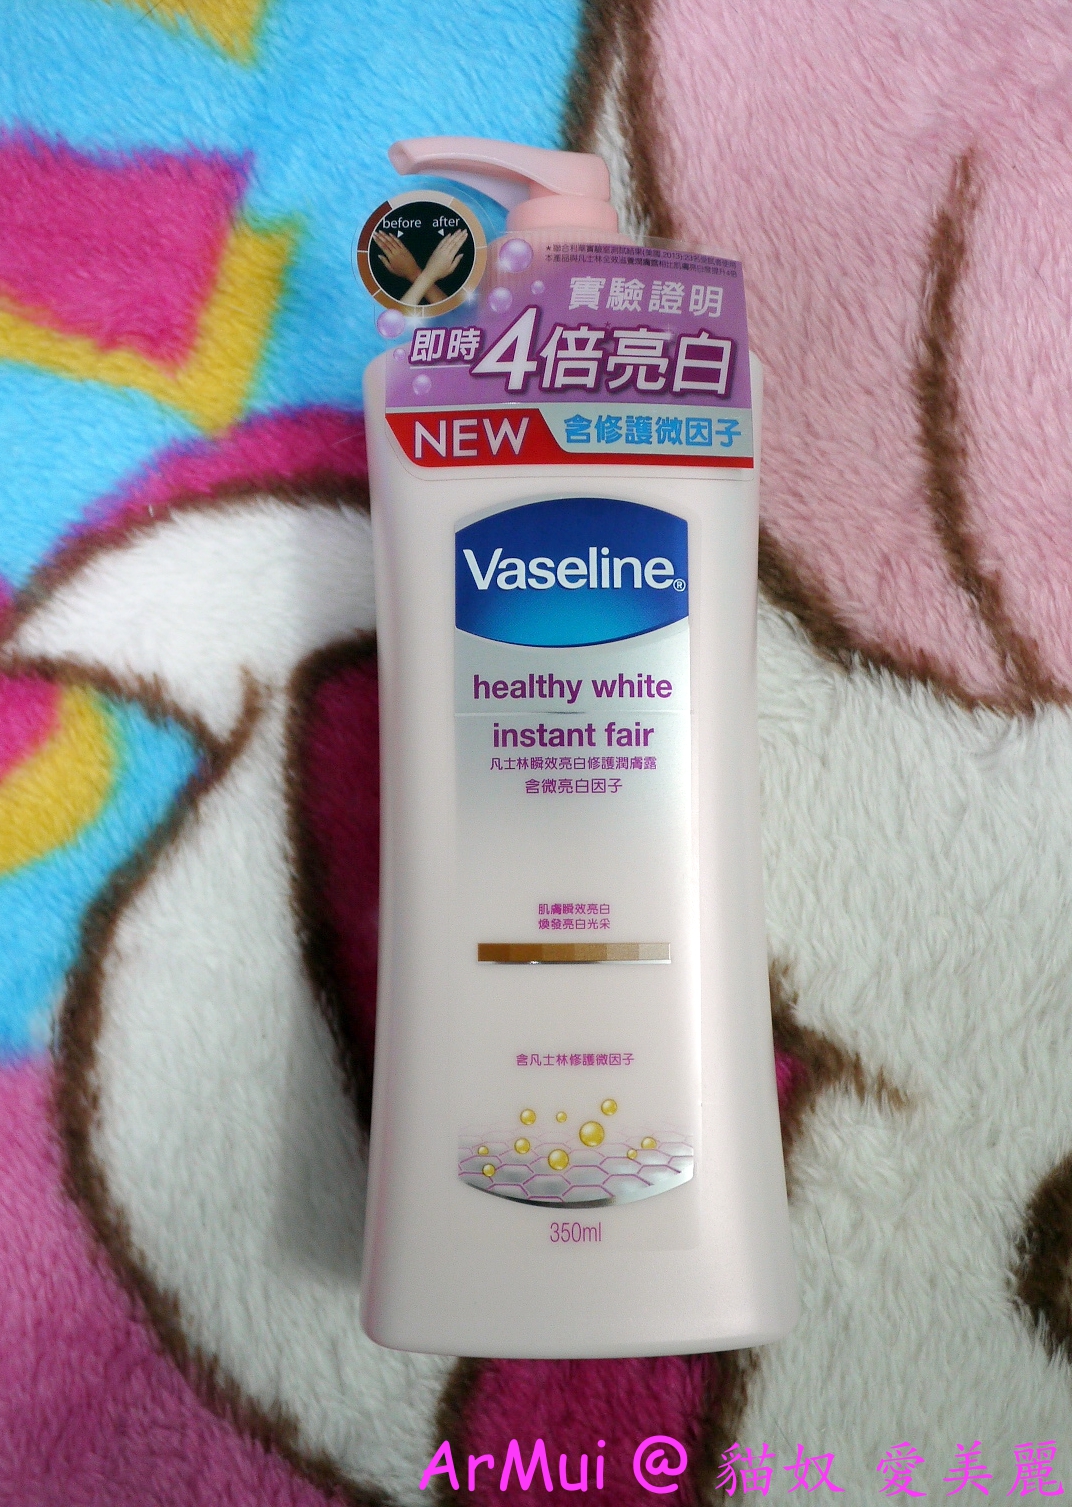 before after
實驗證明
即時4倍亮白
NEW 含修護微因子
Vaseline®
healthy white
instant fair
凡士林瞬效亮白修護潤膚露
含微亮白因子
肌膚瞬效亮白
煥發亮白光采
含凡士林修護微因子
350ml
ArMui @ 貓奴 愛美麗